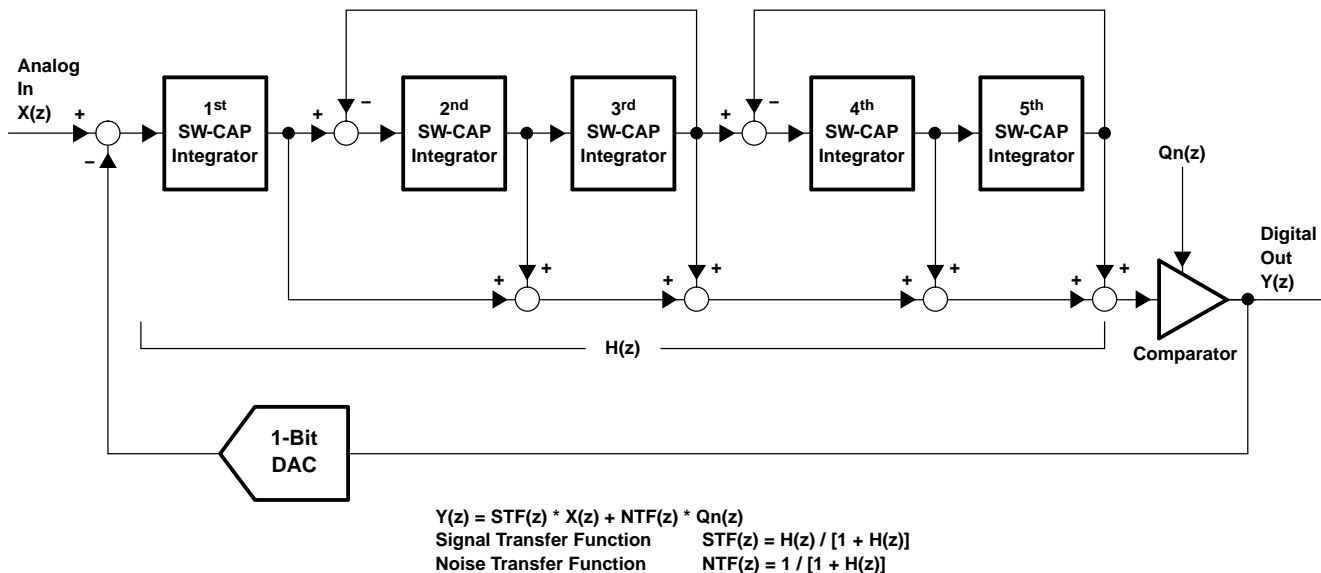 Analog
In
X(z)
+
−
1st
SW-CAP
Integrator
+
−
2nd
SW-CAP
Integrator
3rd
SW-CAP
Integrator
+
−
4th
SW-CAP
Integrator
5th
SW-CAP
Integrator
Qn(z)
Digital
Out
Y(z)
+
+
+
+
+
+
+
+
Comparator
H(z)
1-Bit
DAC
Y(z) = STF(z) * X(z) + NTF(z) * Qn(z)
Signal Transfer Function STF(z) = H(z) / [1 + H(z)]
Noise Transfer Function NTF(z) = 1 / [1 + H(z)]